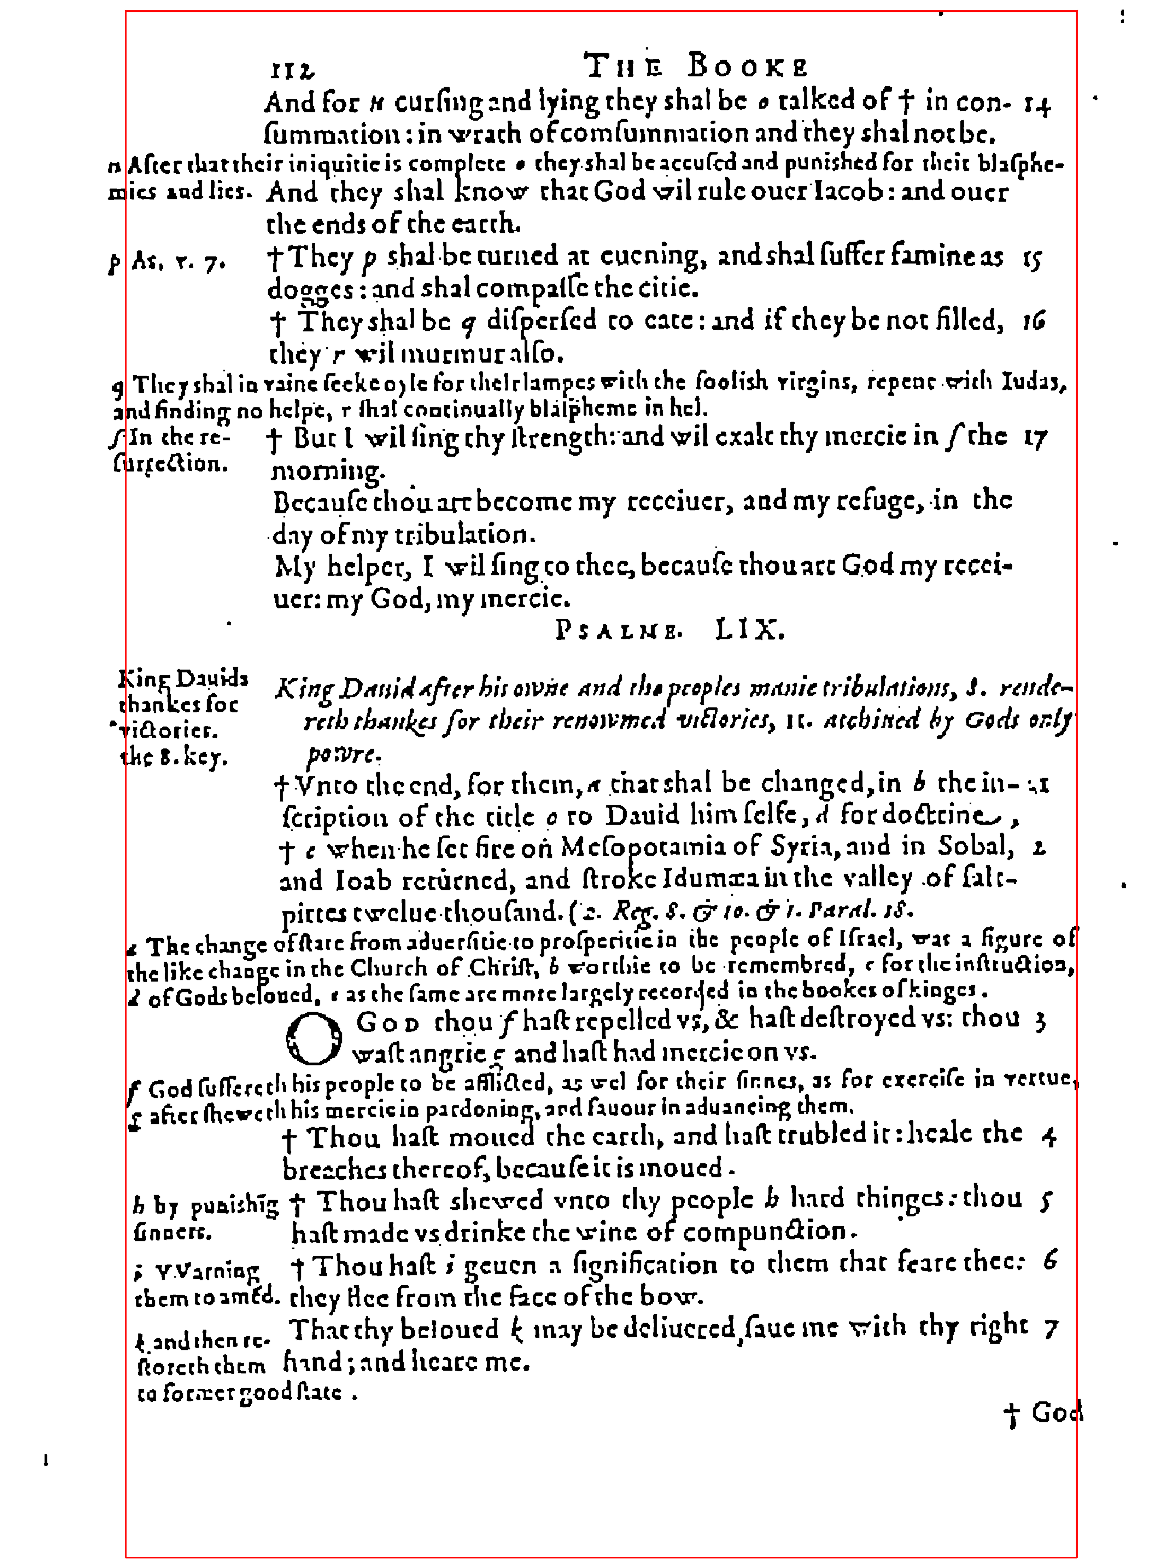 112 THE BOOKE
And for n curſing and lying they shal be o talked of † in con- 14
ſummation: in wrath of comſummation and they shal not be.
n After that their iniquitie is complete o they shal be accuſed and punished for their blaſphe-
mies and lies. And they shal know that God wil rule ouer Iacob: and ouer
the ends of the earth.
p As. v. 7. † They p shal be turned at euening, and shal ſuffer famine as 15
dogges: and shal compaſſe the citie.
† They shal be q diſperſed to eate: and if they be not filled, 16
they r wil murmur alſo.
q They shal in vaine ſeeke oyle for their lampes with the foolish virgins, repent with Iudas,
and finding no helpe, r shal continually blaſpheme in hel.
ſ In the re- † But I wil ſing thy ſtrength: and wil exalt thy mercie in ſ the 17
ſurrection. morning.
Becauſe thou art become my receiuer, and my refuge, in the
day of my tribulation.
My helper, I wil ſing to thee, becauſe thou art God my recei-
uer: my God, my mercie.
PSALME. LIX.
King Dauids
thankes for
victories.
the 8. key.
King Dauid after his owne and the peoples manie tribulations, 8. rende-
reth thankes for their renowmed victories, 11. atchined by Gods only
powre.
† Vnto the end, for them, a that shal be changed, in b the in- 1
ſcription of the title c to Dauid him ſelfe, d for doctrine,
† e when he ſet fire on Meſopotamia of Syria, and in Sobal, 2
and Ioab returned, and ſtroke Idumæa in the valley of ſalt-
pittes twelue thouſand. (2. Reg. 8. & 10. & 1. Paral. 18.
a The change of ſtate from aduerſitie to proſperitie in the people of Iſrael, was a figure of
the like change in the Church of Chriſt, b worthie to be remembred, c for the inſtruction,
d of Gods beloued, e as the ſame are more largely recorded in the bookes of kinges.
O GOD thou f haſt repelled vs, & haſt deſtroyed vs: thou 3
waſt angrie g and haſt had mercie on vs.
f God ſuffereth his people to be afflicted, as wel for their ſinnes, as for exerciſe in vertue,
g after sheweth his mercie in pardoning, and fauour in aduancing them.
† Thou haſt moued the earth, and haſt trubled it: heale the 4
breaches thereof, becauſe it is moued.
h by punishīg † Thou haſt shewed vnto thy people h hard thinges: thou 5
ſinners. haſt made vs drinke the wine of compunction.
i VVarning † Thou haſt i geuen a ſignification to them that feare thee: 6
them to amēd. they flee from the face of the bow.
k and then re- That thy beloued k may be deliuered, ſaue me with thy right 7
ſtoreth them hand; and heare me.
to former good ſtate.
† God